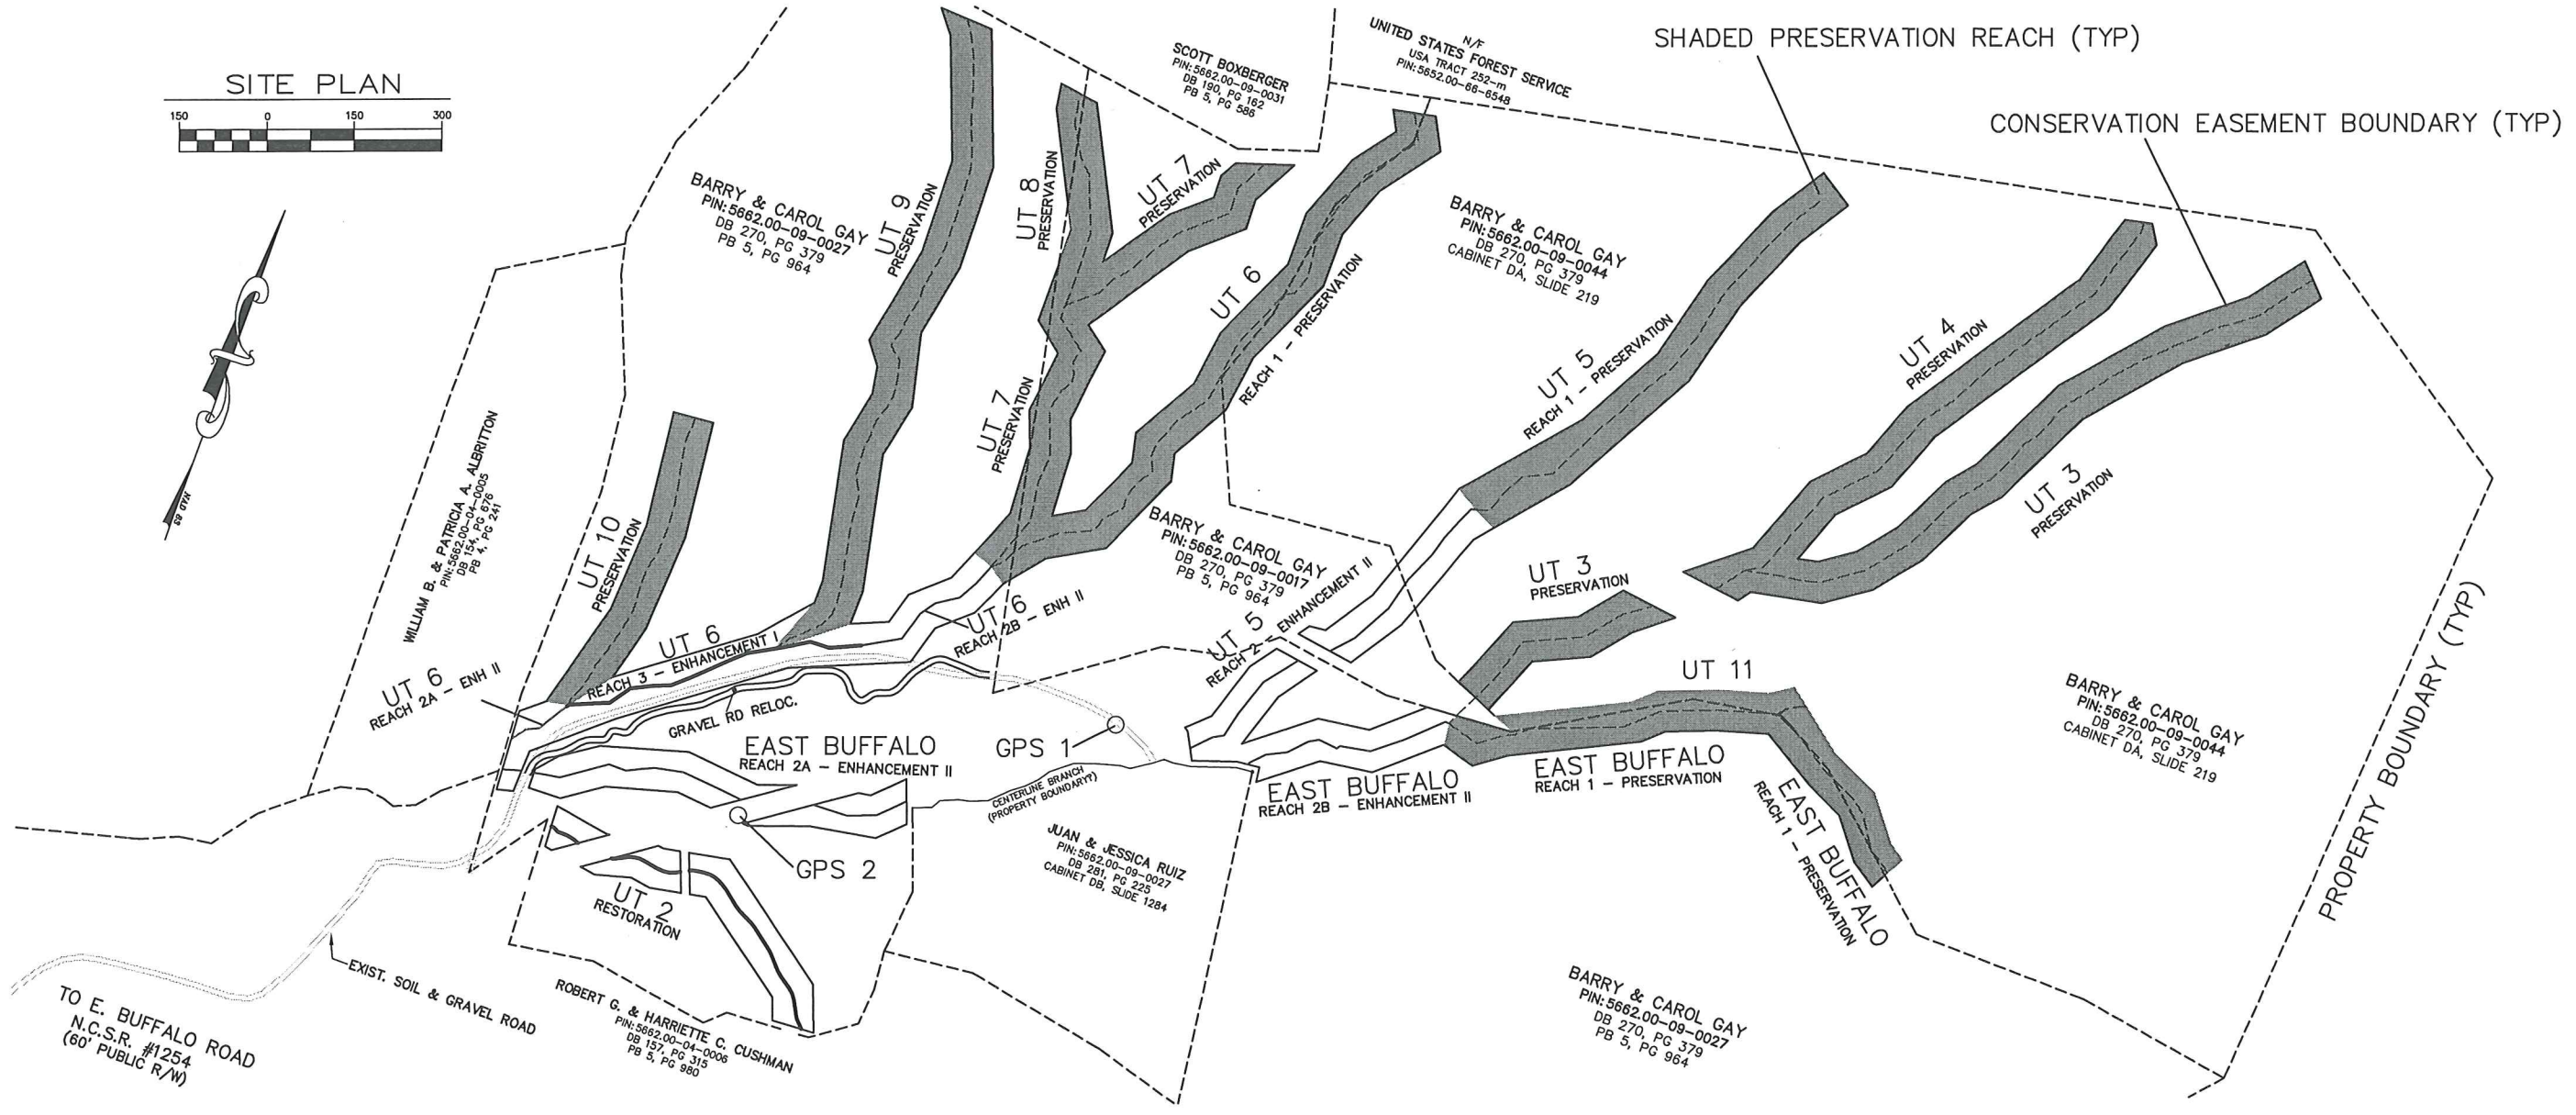 SITE PLAN
150 0 150 300
NAD 83
SHADED PRESERVATION REACH (TYP)
CONSERVATION EASEMENT BOUNDARY (TYP)
SCOTT BOXBERGER
PIN:5662.00-09-0031
DB 190, PG 162
PB 5, PG 586
N/F
UNITED STATES FOREST SERVICE
USA TRACT 252-m
PIN:5652.00-66-6548
BARRY & CAROL GAY
PIN:5662.00-09-0027
DB 270, PG 379
PB 5, PG 964
UT 9
PRESERVATION
UT 8
PRESERVATION
UT 7
PRESERVATION
UT 6
REACH 1 - PRESERVATION
BARRY & CAROL GAY
PIN:5662.00-09-0044
DB 270, PG 379
CABINET DA, SLIDE 219
UT 5
REACH 1 - PRESERVATION
UT 4
PRESERVATION
UT 3
PRESERVATION
UT 7
PRESERVATION
WILLIAM B. & PATRICIA A. ALBRITTON
PIN:5662.00-04-0005
DB 154, PG 676
PB 4, PG 241
UT 10
PRESERVATION
BARRY & CAROL GAY
PIN:5662.00-09-0017
DB 270, PG 379
PB 5, PG 964
UT 3
PRESERVATION
UT 5
REACH 2 - ENHANCEMENT II
UT 6
REACH 2B - ENH II
UT 6
REACH 3 - ENHANCEMENT I
UT 6
REACH 2A - ENH II
GRAVEL RD RELOC.
EAST BUFFALO
REACH 2A - ENHANCEMENT II
GPS 1
CENTERLINE BRANCH
(PROPERTY BOUNDARY?)
UT 11
EAST BUFFALO
REACH 1 - PRESERVATION
EAST BUFFALO
REACH 2B - ENHANCEMENT II
EAST BUFFALO
REACH 1 - PRESERVATION
BARRY & CAROL GAY
PIN:5662.00-09-0044
DB 270, PG 379
CABINET DA, SLIDE 219
PROPERTY BOUNDARY (TYP)
GPS 2
JUAN & JESSICA RUIZ
PIN:5662.00-09-0027
DB 281, PG 225
CABINET DB, SLIDE 1284
UT 2
RESTORATION
EXIST. SOIL & GRAVEL ROAD
TO E. BUFFALO ROAD
N.C.S.R. #1254
(60' PUBLIC R/W)
ROBERT G. & HARRIETTE C. CUSHMAN
PIN:5662.00-04-0006
DB 157, PG 315
PB 5, PG 980
BARRY & CAROL GAY
PIN:5662.00-09-0027
DB 270, PG 379
PB 5, PG 964